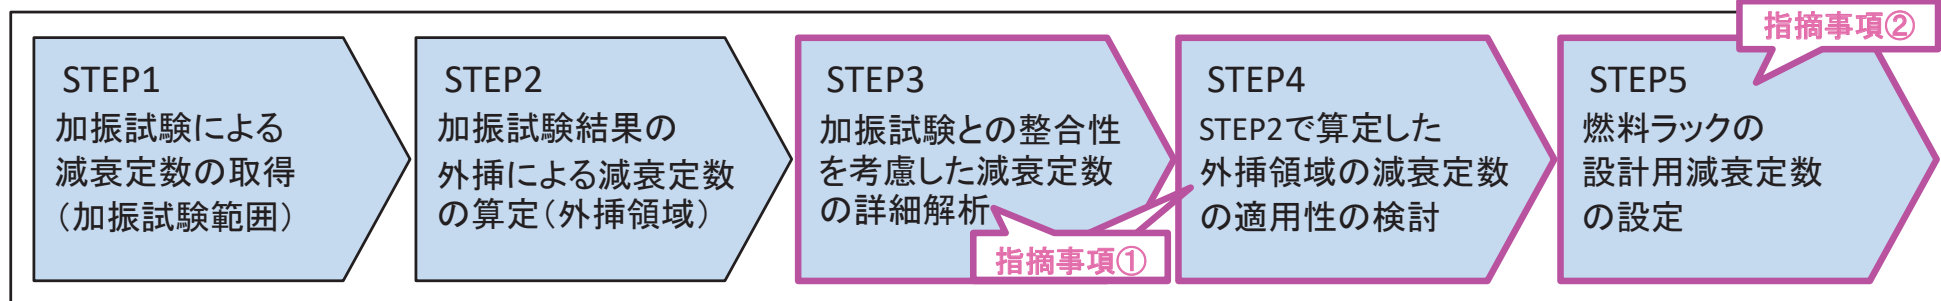 指摘事項②
STEP1
加振試験による
減衰定数の取得
（加振試験範囲）
STEP2
加振試験結果の
外挿による減衰定数
の算定（外挿領域）
STEP3
加振試験との整合性
を考慮した減衰定数
の詳細解析
指摘事項①
STEP4
STEP2で算定した
外挿領域の減衰定数
の適用性の検討
STEP5
燃料ラックの
設計用減衰定数
の設定